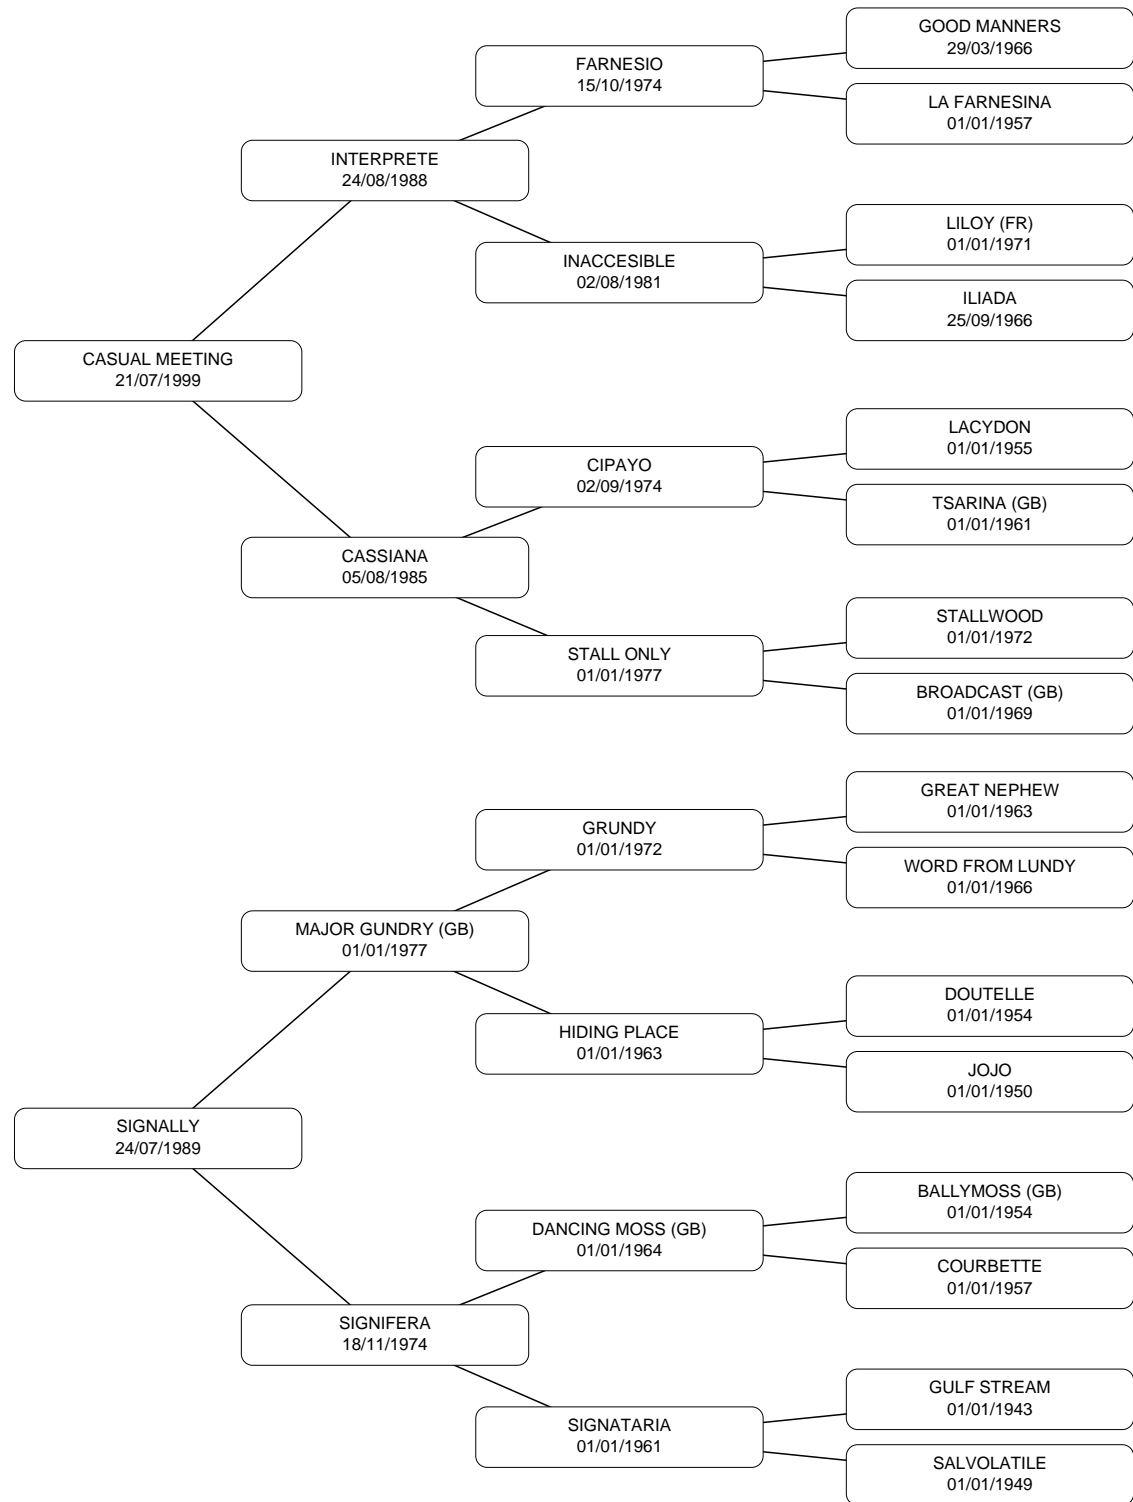 GOOD MANNERS
29/03/1966
FARNESIO
15/10/1974
LA FARNESINA
01/01/1957
INTERPRETE
24/08/1988
LILOY (FR)
01/01/1971
INACCESIBLE
02/08/1981
ILIADA
25/09/1966
CASUAL MEETING
21/07/1999
LACYDON
01/01/1955
CIPAYO
02/09/1974
TSARINA (GB)
01/01/1961
CASSIANA
05/08/1985
STALLWOOD
01/01/1972
STALL ONLY
01/01/1977
BROADCAST (GB)
01/01/1969
GREAT NEPHEW
01/01/1963
GRUNDY
01/01/1972
WORD FROM LUNDY
01/01/1966
MAJOR GUNDRY (GB)
01/01/1977
DOUTELLE
01/01/1954
HIDING PLACE
01/01/1963
JOJO
01/01/1950
SIGNALLY
24/07/1989
BALLYMOSS (GB)
01/01/1954
DANCING MOSS (GB)
01/01/1964
COURBETTE
01/01/1957
SIGNIFERA
18/11/1974
GULF STREAM
01/01/1943
SIGNATARIA
01/01/1961
SALVOLATILE
01/01/1949